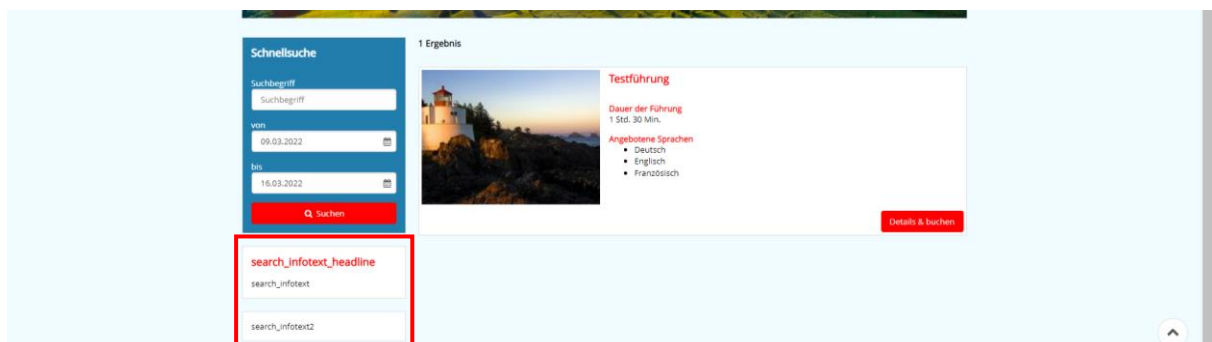 Schnellsuche
Suchbegriff
Suchbegriff
von
09.03.2022
bis
16.03.2022
Suchen
search_infotext_headline
search_infotext
search_infotext2
1 Ergebnis
Testführung
Dauer der Führung
1 Std. 30 Min.
Angebotene Sprachen
Deutsch
Englisch
Französisch
Details & buchen